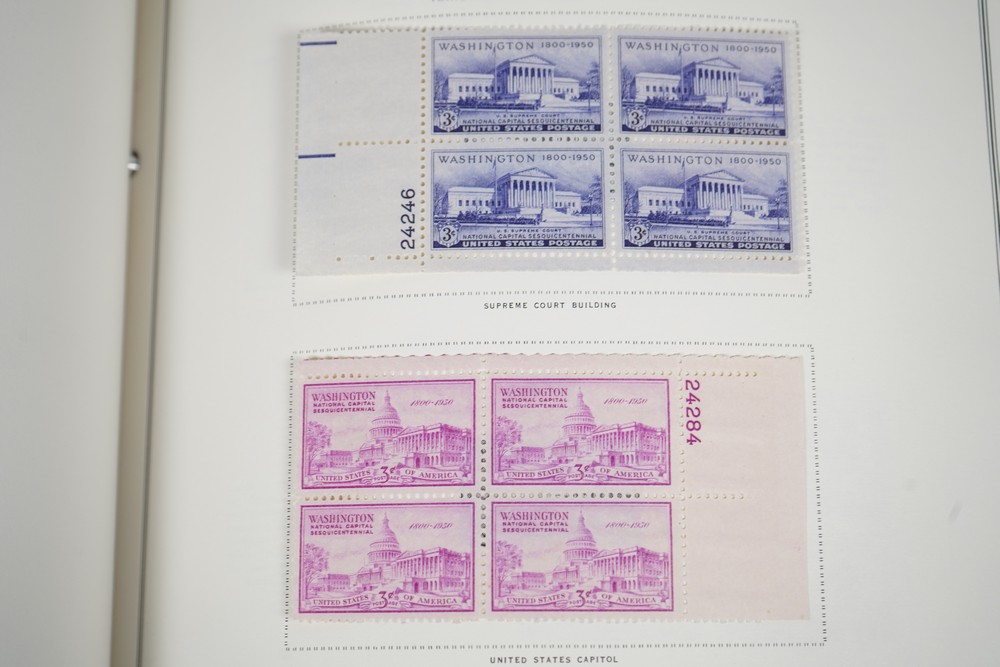 WASHINGTON 1800-1950
U.S. SUPREME COURT
NATIONAL CAPITAL SESQUICENTENNIAL
3¢
UNITED STATES POSTAGE
WASHINGTON 1800-1950
U.S. SUPREME COURT
NATIONAL CAPITAL SESQUICENTENNIAL
3¢
UNITED STATES POSTAGE
WASHINGTON 1800-1950
U.S. SUPREME COURT
NATIONAL CAPITAL SESQUICENTENNIAL
3¢
UNITED STATES POSTAGE
WASHINGTON 1800-1950
U.S. SUPREME COURT
NATIONAL CAPITAL SESQUICENTENNIAL
3¢
UNITED STATES POSTAGE
24246
SUPREME COURT BUILDING
WASHINGTON
NATIONAL CAPITAL
SESQUICENTENNIAL
1800-1950
UNITED STATES 3¢ OF AMERICA
POSTAGE
WASHINGTON
NATIONAL CAPITAL
SESQUICENTENNIAL
1800-1950
UNITED STATES 3¢ OF AMERICA
POSTAGE
24284
WASHINGTON
NATIONAL CAPITAL
SESQUICENTENNIAL
1800-1950
UNITED STATES 3¢ OF AMERICA
POSTAGE
WASHINGTON
NATIONAL CAPITAL
SESQUICENTENNIAL
1800-1950
UNITED STATES 3¢ OF AMERICA
POSTAGE
UNITED STATES CAPITOL